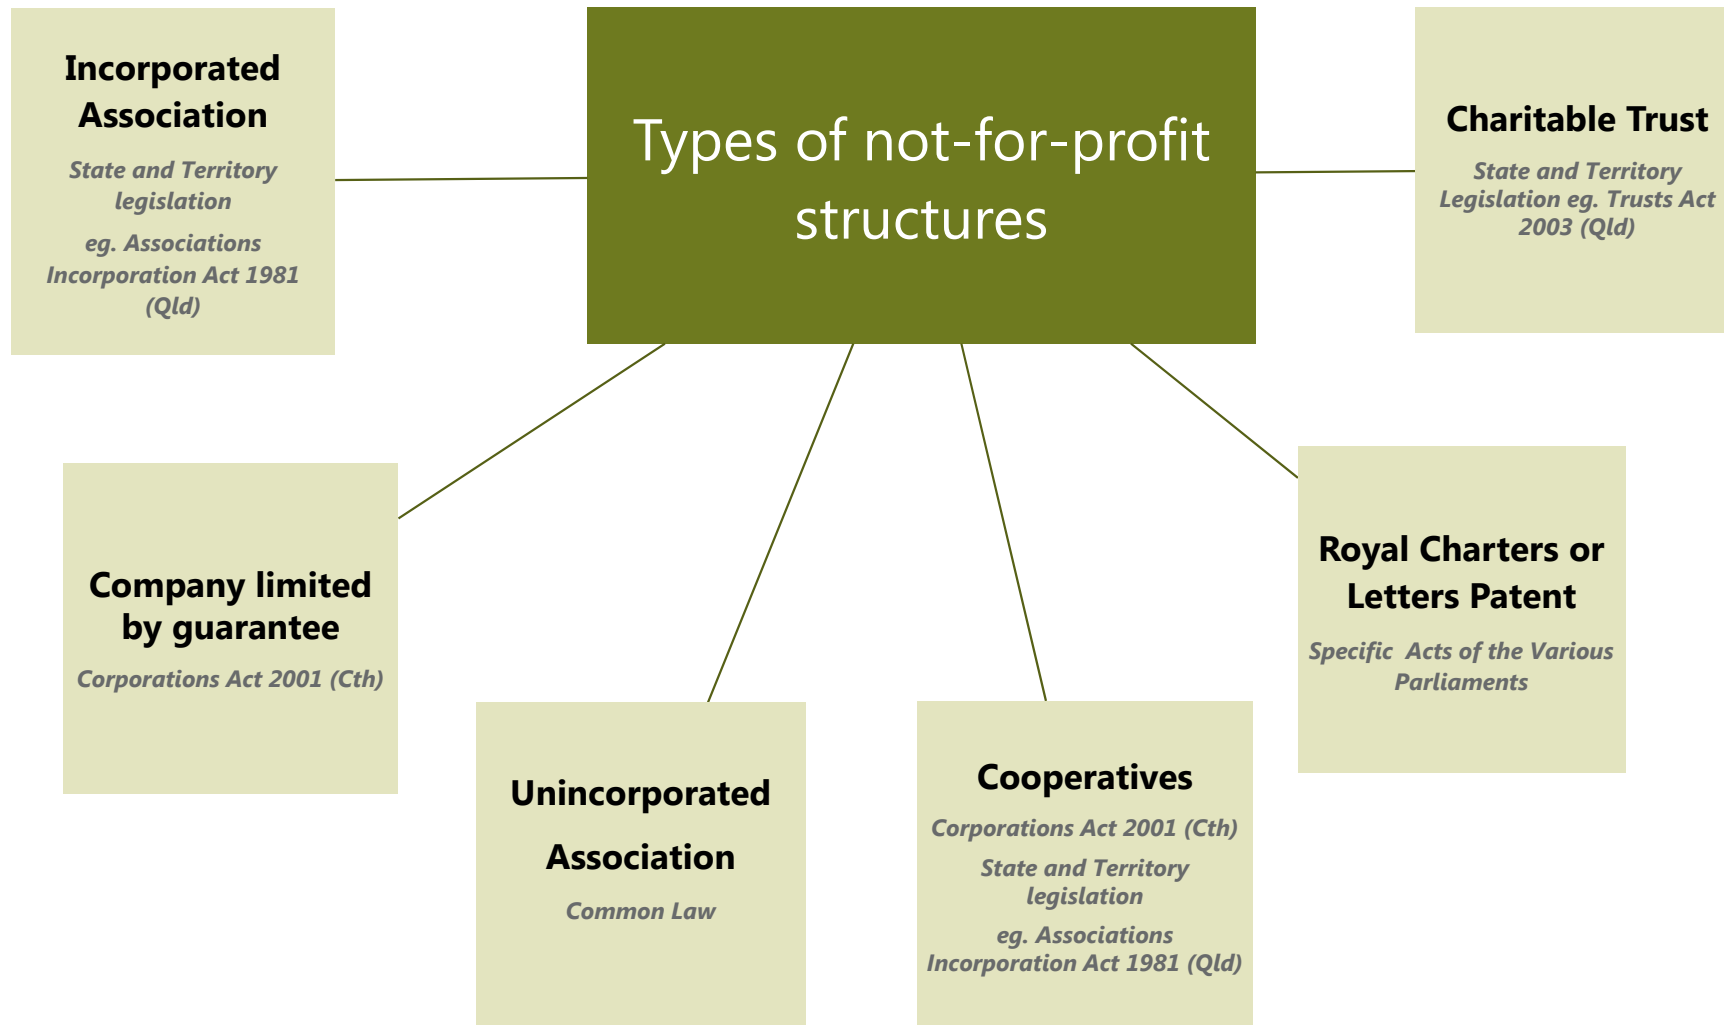 Incorporated
Association
State and Territory
legislation
eg. Associations
Incorporation Act 1981
(Qld)
Types of not-for-profit
structures
Charitable Trust
State and Territory
Legislation eg. Trusts Act
2003 (Qld)
Company limited
by guarantee
Corporations Act 2001 (Cth)
Unincorporated
Association
Common Law
Cooperatives
Corporations Act 2001 (Cth)
State and Territory
legislation
eg. Associations
Incorporation Act 1981 (Qld)
Royal Charters or
Letters Patent
Specific  Acts of the Various
Parliaments